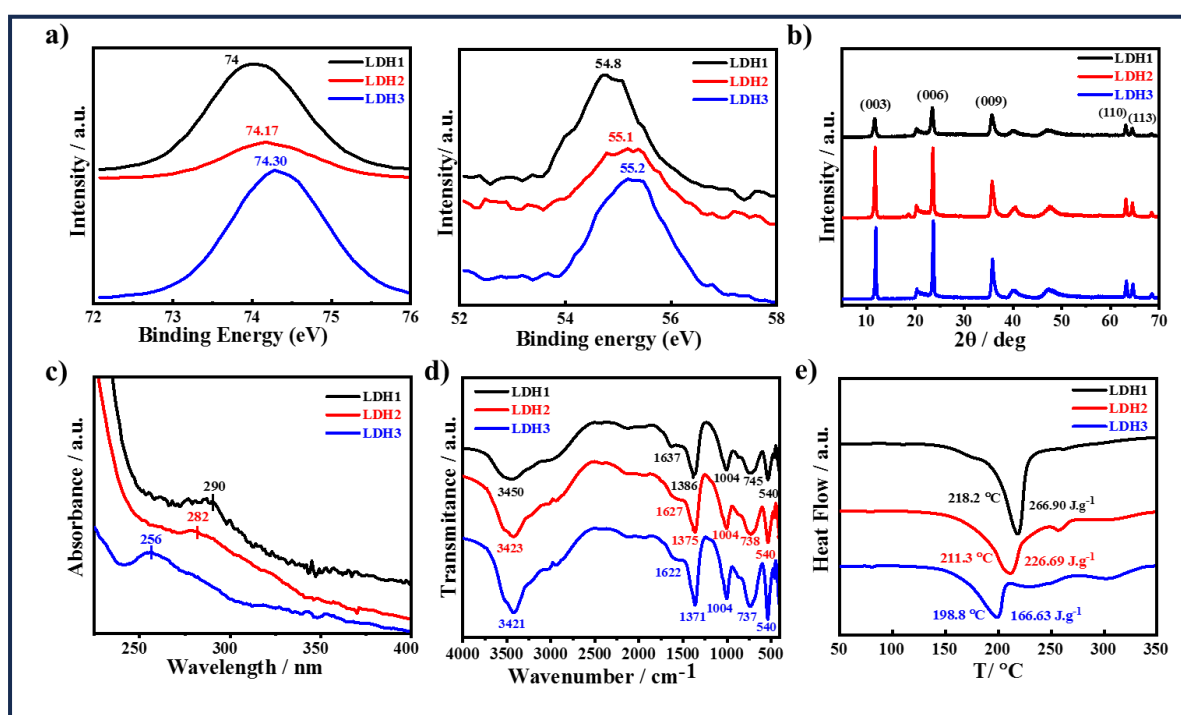 a)
74
LDH1
LDH2
LDH3
74.17
74.30
Intensity/ a.u.
72 73 74 75 76
Binding Energy (eV)
54.8
LDH1
LDH2
LDH3
55.1
55.2
Intensity/ a.u.
52 54 56 58
Binding energy (eV)
b)
LDH1
LDH2
LDH3
(003) (006) (009) (110) (113)
Intensity/ a.u.
10 20 30 40 50 60 70
2θ / deg
c)
LDH1
LDH2
LDH3
290
282
256
Absorbance / a.u.
250 300 350 400
Wavelength / nm
d)
LDH1
LDH2
LDH3
3450 1637 1386 1004 745 540
3423 1627 1375 1004 738 540
3421 1622 1371 1004 737 540
Transmitance / a.u.
4000 3500 3000 2500 2000 1500 1000 500
Wavenumber / cm-1
e)
LDH1
LDH2
LDH3
218.2 °C 266.90 J.g-1
211.3 °C 226.69 J.g-1
198.8 °C 166.63 J.g-1
Heat Flow / a.u.
50 100 150 200 250 300 350
T/ °C